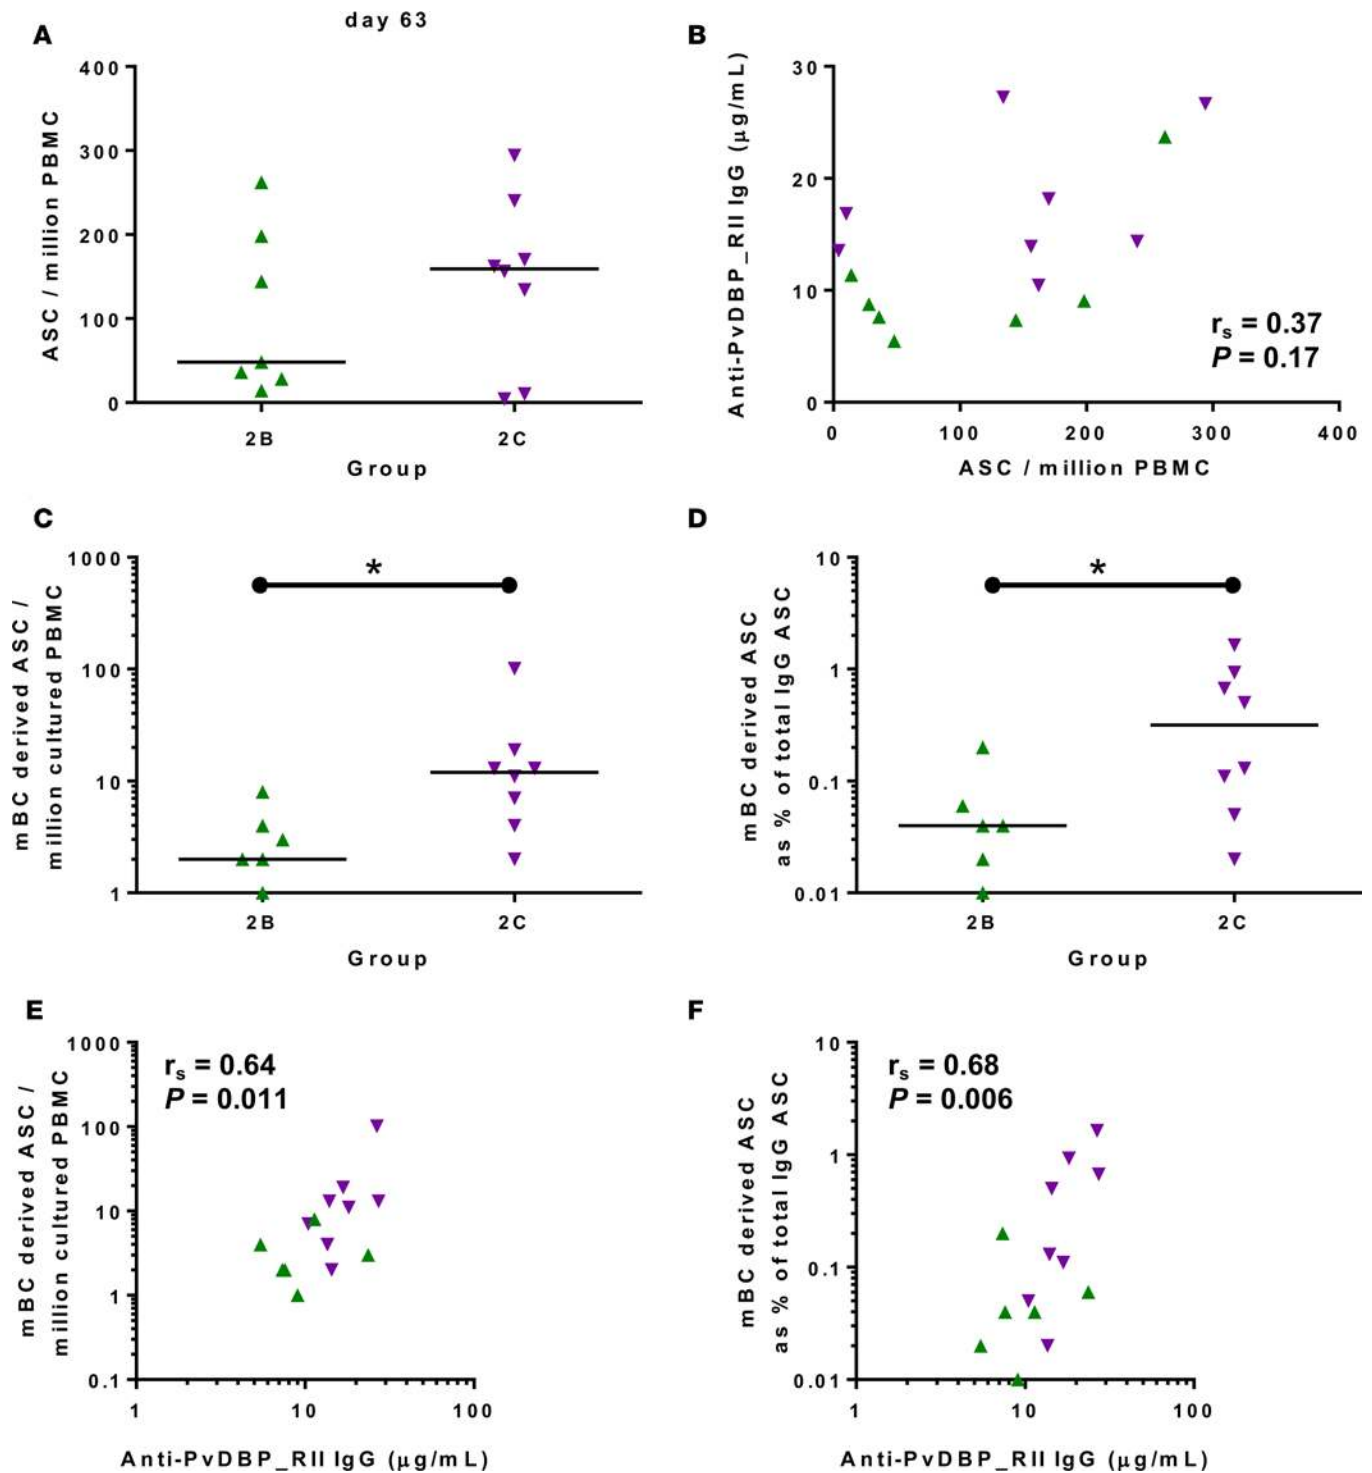 day 63
A
ASC / million PBMC
400
300
200
100
0
2B
2C
Group
B
Anti-PvDBP_RII IgG (μg/mL)
30
20
10
0
rs = 0.37
P = 0.17
0
100
200
300
400
ASC / million PBMC
C
mBC derived ASC /
million cultured PBMC
1000
100
10
1
*
2B
2C
Group
D
mBC derived ASC
as % of total IgG ASC
10
1
0.1
0.01
*
2B
2C
Group
E
mBC derived ASC /
million cultured PBMC
1000
100
10
1
0.1
rs = 0.64
P = 0.011
1
10
100
Anti-PvDBP_RII IgG (μg/mL)
F
mBC derived ASC
as % of total IgG ASC
10
1
0.1
0.01
rs = 0.68
P = 0.006
1
10
100
Anti-PvDBP_RII IgG (μg/mL)